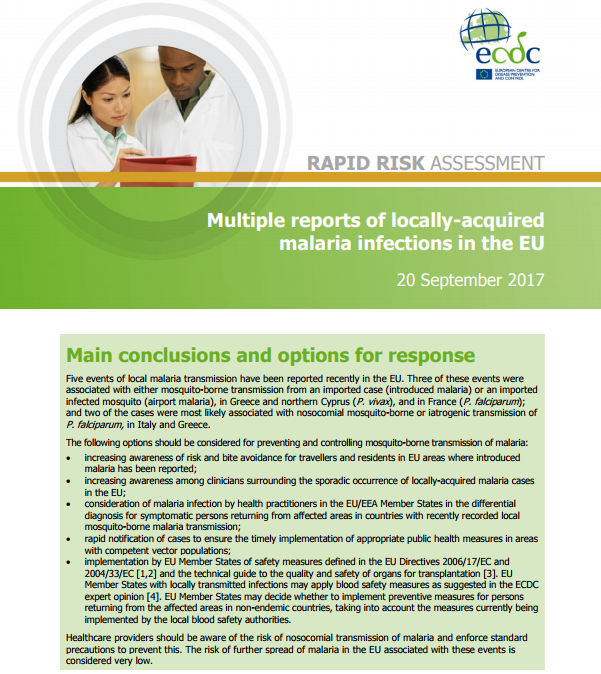 ecdc
EUROPEAN CENTRE FOR
DISEASE PREVENTION
AND CONTROL
RAPID RISK ASSESSMENT
Multiple reports of locally-acquired
malaria infections in the EU
20 September 2017
Main conclusions and options for response
Five events of local malaria transmission have been reported recently in the EU. Three of these events were
associated with either mosquito-borne transmission from an imported case (introduced malaria) or an imported
infected mosquito (airport malaria), in Greece and northern Cyprus (P. vivax), and in France (P. falciparum);
and two of the cases were most likely associated with nosocomial mosquito-borne or iatrogenic transmission of
P. falciparum, in Italy and Greece.
The following options should be considered for preventing and controlling mosquito-borne transmission of malaria:
• increasing awareness of risk and bite avoidance for travellers and residents in EU areas where introduced
malaria has been reported;
• increasing awareness among clinicians surrounding the sporadic occurrence of locally-acquired malaria cases
in the EU;
• consideration of malaria infection by health practitioners in the EU/EEA Member States in the differential
diagnosis for symptomatic persons returning from affected areas in countries with recently recorded local
mosquito-borne malaria transmission;
• rapid notification of cases to ensure the timely implementation of appropriate public health measures in areas
with competent vector populations;
• implementation by EU Member States of safety measures defined in the EU Directives 2006/17/EC and
2004/33/EC [1,2] and the technical guide to the quality and safety of organs for transplantation [3]. EU
Member States with locally transmitted infections may apply blood safety measures as suggested in the ECDC
expert opinion [4]. EU Member States may decide whether to implement preventive measures for persons
returning from the affected areas in non-endemic countries, taking into account the measures currently being
implemented by the local blood safety authorities.
Healthcare providers should be aware of the risk of nosocomial transmission of malaria and enforce standard
precautions to prevent this. The risk of further spread of malaria in the EU associated with these events is
considered very low.